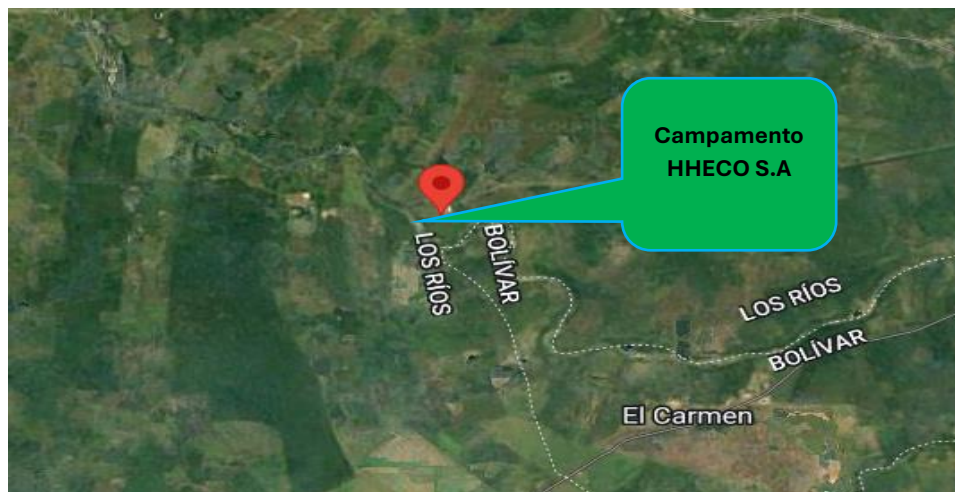 Campamento
HHECO S.A
LOS RÍOS
BOLÍVAR
LOS RÍOS
BOLÍVAR
El Carmen